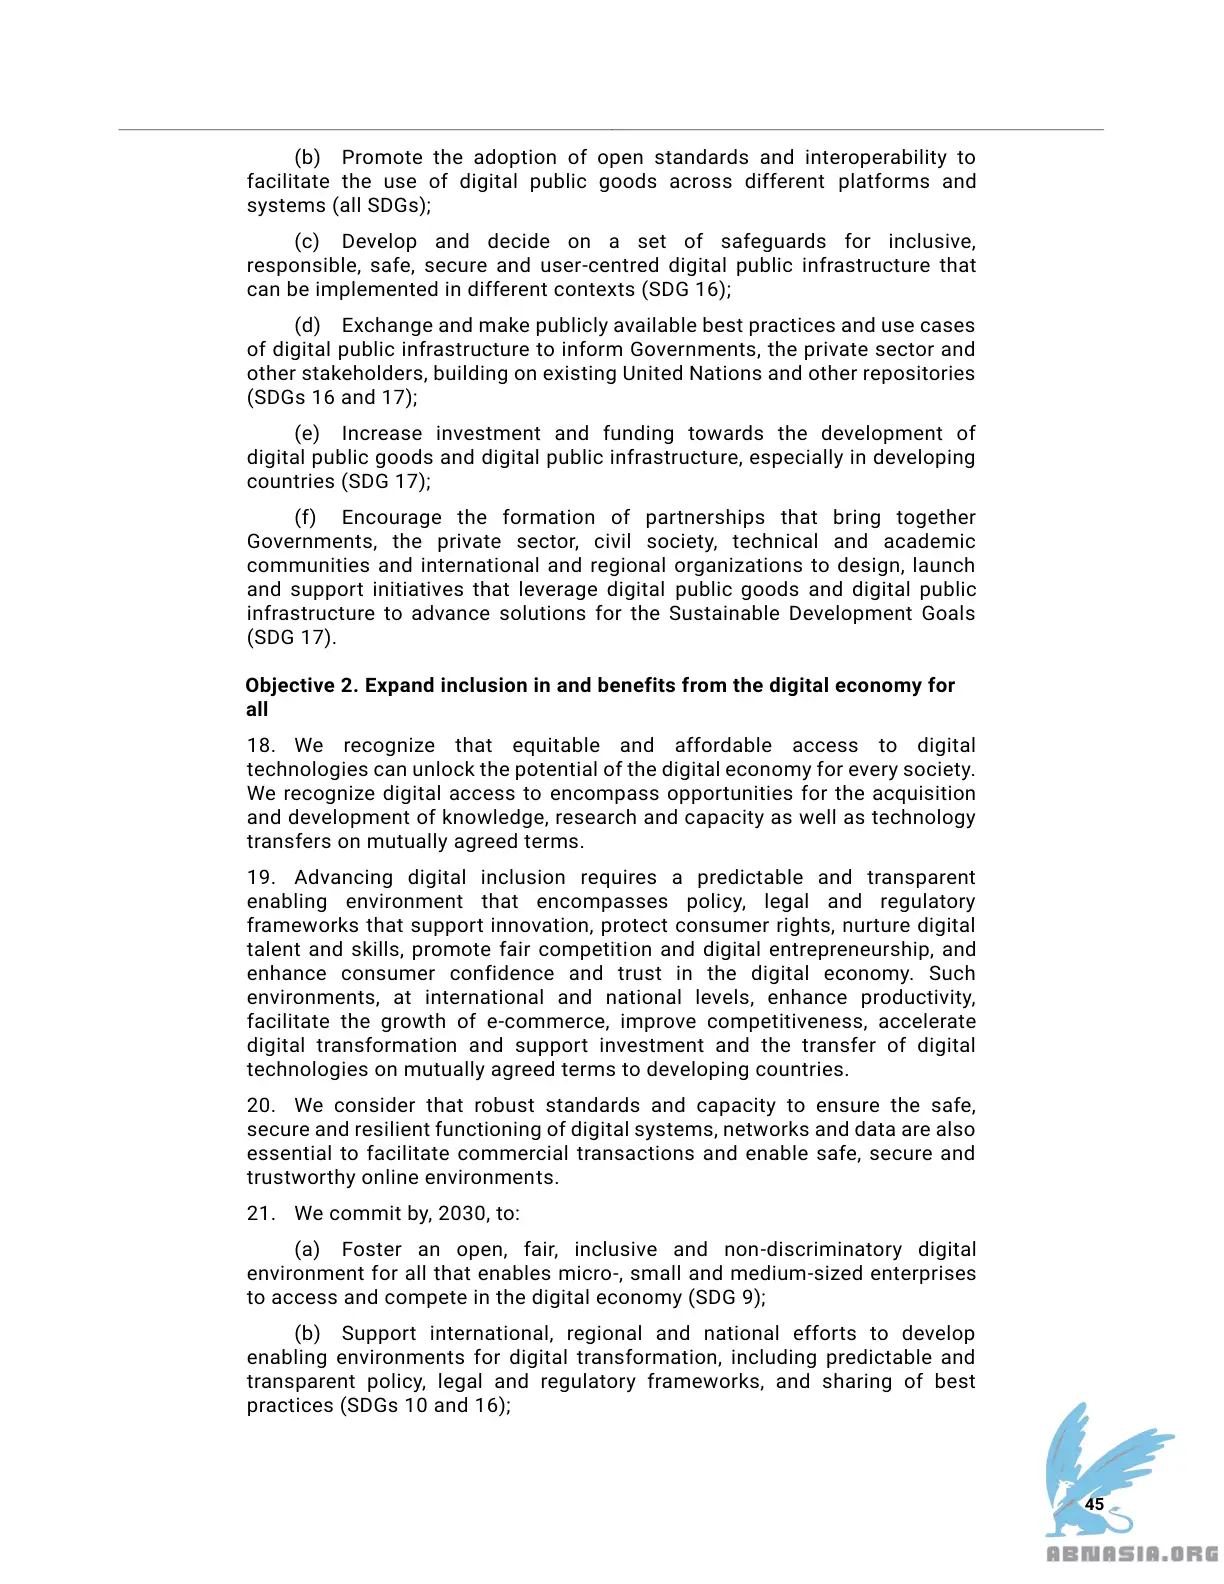 (b) Promote the adoption of open standards and interoperability to
facilitate the use of digital public goods across different platforms and
systems (all SDGs);
(c) Develop and decide on a set of safeguards for inclusive,
responsible, safe, secure and user-centred digital public infrastructure that
can be implemented in different contexts (SDG 16);
(d) Exchange and make publicly available best practices and use cases
of digital public infrastructure to inform Governments, the private sector and
other stakeholders, building on existing United Nations and other repositories
(SDGs 16 and 17);
(e) Increase investment and funding towards the development of
digital public goods and digital public infrastructure, especially in developing
countries (SDG 17);
(f) Encourage the formation of partnerships that bring together
Governments, the private sector, civil society, technical and academic
communities and international and regional organizations to design, launch
and support initiatives that leverage digital public goods and digital public
infrastructure to advance solutions for the Sustainable Development Goals
(SDG 17).
Objective 2. Expand inclusion in and benefits from the digital economy for
all
18. We recognize that equitable and affordable access to digital
technologies can unlock the potential of the digital economy for every society.
We recognize digital access to encompass opportunities for the acquisition
and development of knowledge, research and capacity as well as technology
transfers on mutually agreed terms.
19. Advancing digital inclusion requires a predictable and transparent
enabling environment that encompasses policy, legal and regulatory
frameworks that support innovation, protect consumer rights, nurture digital
talent and skills, promote fair competition and digital entrepreneurship, and
enhance consumer confidence and trust in the digital economy. Such
environments, at international and national levels, enhance productivity,
facilitate the growth of e-commerce, improve competitiveness, accelerate
digital transformation and support investment and the transfer of digital
technologies on mutually agreed terms to developing countries.
20. We consider that robust standards and capacity to ensure the safe,
secure and resilient functioning of digital systems, networks and data are also
essential to facilitate commercial transactions and enable safe, secure and
trustworthy online environments.
21. We commit by, 2030, to:
(a) Foster an open, fair, inclusive and non-discriminatory digital
environment for all that enables micro-, small and medium-sized enterprises
to access and compete in the digital economy (SDG 9);
(b) Support international, regional and national efforts to develop
enabling environments for digital transformation, including predictable and
transparent policy, legal and regulatory frameworks, and sharing of best
practices (SDGs 10 and 16);
45
ABNASIA.ORG